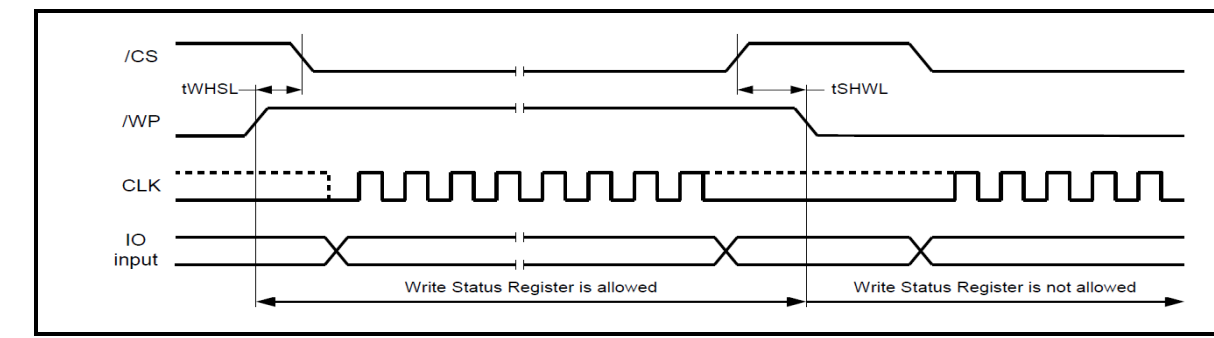 /CS
tWHSL
tSHWL
/WP
CLK
IO
input
Write Status Register is allowed
Write Status Register is not allowed